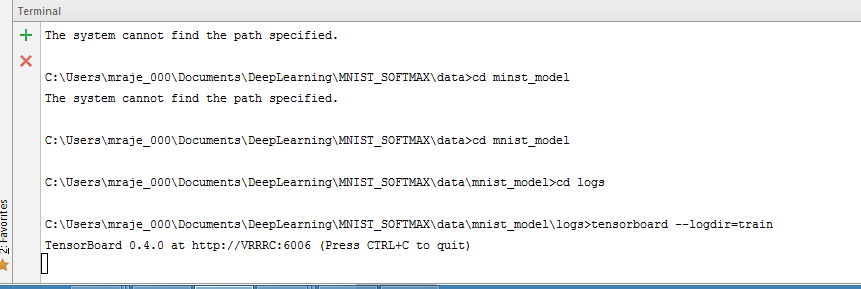 Terminal
The system cannot find the path specified.
C:\Users\mraje_000\Documents\DeepLearning\MNIST_SOFTMAX\data>cd minst_model
The system cannot find the path specified.
C:\Users\mraje_000\Documents\DeepLearning\MNIST_SOFTMAX\data>cd mnist_model
C:\Users\mraje_000\Documents\DeepLearning\MNIST_SOFTMAX\data\mnist_model>cd logs
C:\Users\mraje_000\Documents\DeepLearning\MNIST_SOFTMAX\data\mnist_model\logs>tensorboard --logdir=train
TensorBoard 0.4.0 at http://VRRRC:6006 (Press CTRL+C to quit)
2: Favorites